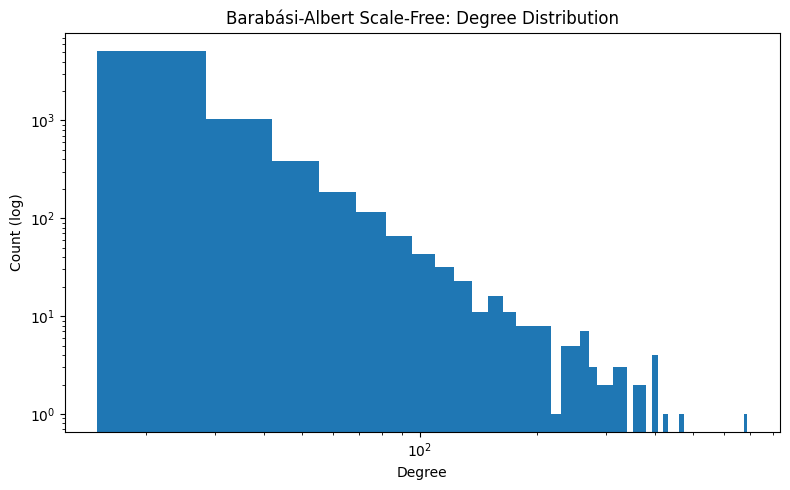 Barabási-Albert Scale-Free: Degree Distribution
Count (log)
10³
10²
10¹
10⁰
10²
Degree